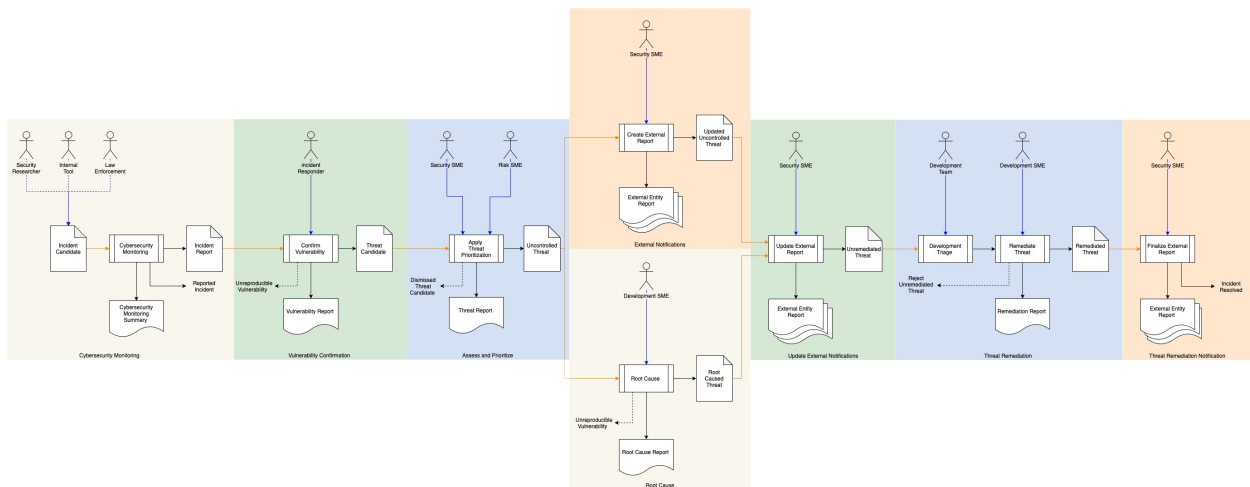 Security
Researcher
Internal
Tool
Law
Enforcement
Incident
Candidate
Cybersecurity
Monitoring
Incident
Report
Reported
Incident
Cybersecurity
Monitoring
Summary
Cybersecurity Monitoring
Incident
Responder
Confirm
Vulnerability
Threat
Candidate
Unreproducible
Vulnerability
Vulnerability Report
Vulnerability Confirmation
Security SME
Risk SME
Apply
Threat
Prioritization
Uncontrolled
Threat
Dismissed
Threat
Candidate
Threat Report
Assess and Prioritize
Security SME
Create External
Report
Updated
Uncontrolled
Threat
External Entity
Report
External Notifications
Development SME
Root Cause
Root
Caused
Threat
Unreproducible
Vulnerability
Root Cause Report
Root Cause
Security SME
Update External
Report
Unremediated
Threat
External Entity
Report
Update External Notifications
Development
Team
Development SME
Development
Triage
Remediate
Threat
Remediated
Threat
Reject
Unremediated
Threat
Remediation Report
Threat Remediation
Security SME
Finalize External
Report
Incident
Resolved
External Entity
Report
Threat Remediation Notification